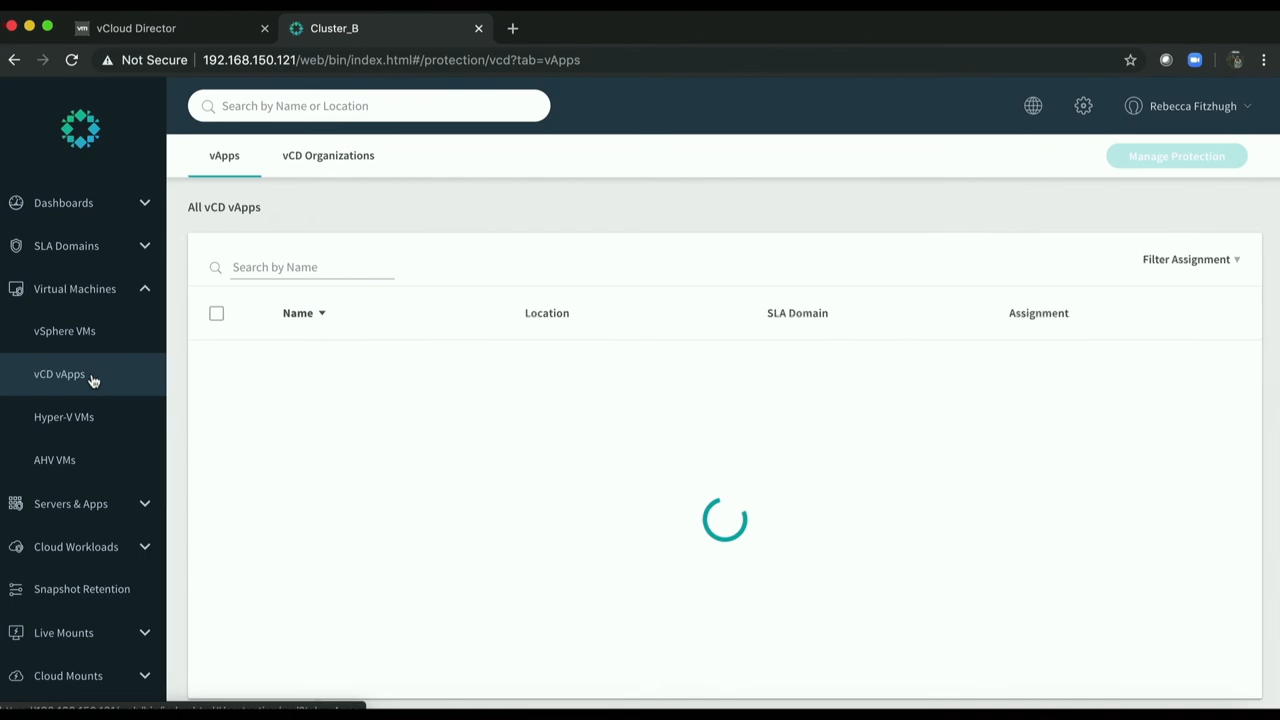 vm vCloud Director
Cluster_B
Not Secure 192.168.150.121/web/bin/index.html#/protection/vcd?tab=vApps
Search by Name or Location
Rebecca Fitzhugh
vApps
vCD Organizations
Manage Protection
Dashboards
SLA Domains
Virtual Machines
vSphere VMs
vCD vApps
Hyper-V VMs
AHV VMs
Servers & Apps
Cloud Workloads
Snapshot Retention
Live Mounts
Cloud Mounts
All vCD vApps
Search by Name
Filter Assignment
Name Location SLA Domain Assignment